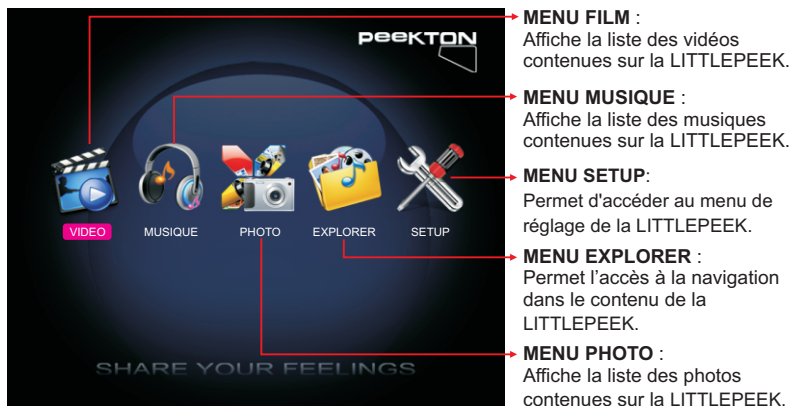 peekton
VIDEO MUSIQUE PHOTO EXPLORER SETUP
SHARE YOUR FEELINGS
MENU FILM :
Affiche la liste des vidéos
contenues sur la LITTLEPEEK.
MENU MUSIQUE :
Affiche la liste des musiques
contenues sur la LITTLEPEEK.
MENU SETUP:
Permet d'accéder au menu de
réglage de la LITTLEPEEK.
MENU EXPLORER :
Permet l’accès à la navigation
dans le contenu de la
LITTLEPEEK.
MENU PHOTO :
Affiche la liste des photos
contenues sur la LITTLEPEEK.